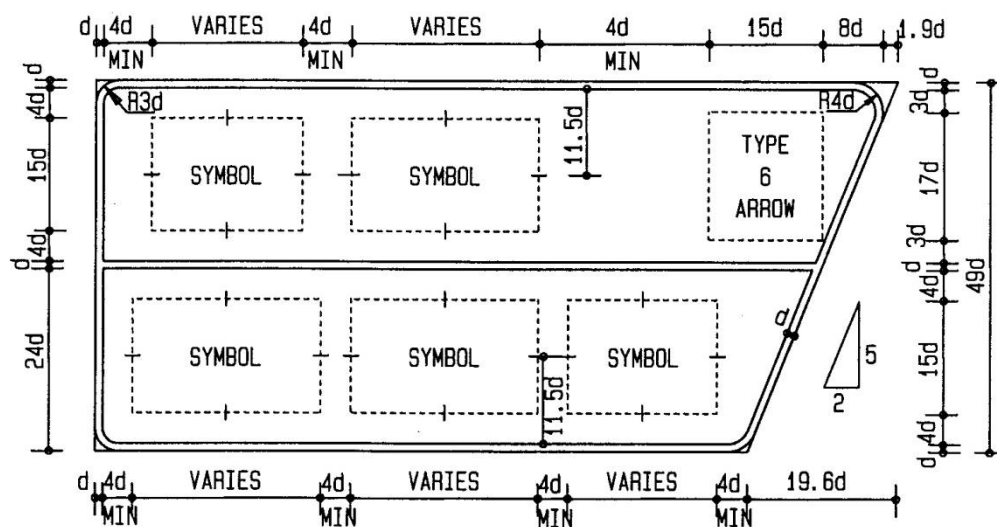 d 4d VARIES 4d VARIES 4d 15d 8d 1.9d
MIN MIN MIN
d
4d
15d
4d
d
24d
R3d
SYMBOL
SYMBOL
11.5d
TYPE
6
ARROW
R4d
d
3d
17d
3d
d
4d
15d
4d
d
49d
SYMBOL
SYMBOL
SYMBOL
11.5d
d
5
2
d 4d VARIES 4d VARIES 4d VARIES 4d 19.6d
MIN MIN MIN MIN